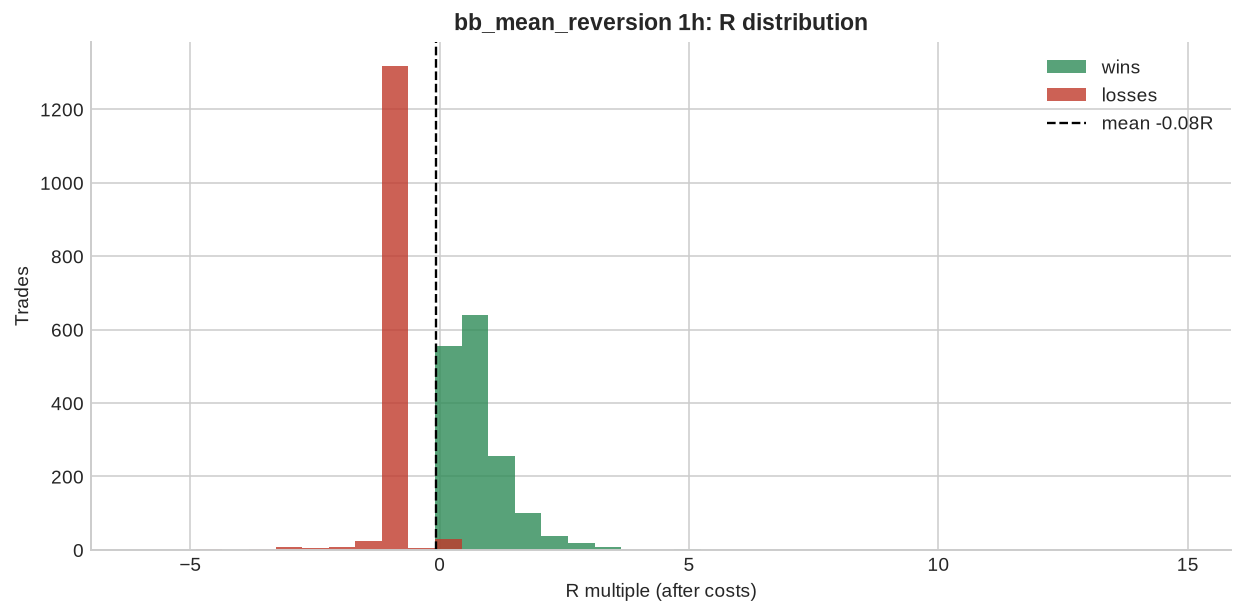 bb_mean_reversion 1h: R distribution
wins
losses
mean -0.08R
Trades
1200
1000
800
600
400
200
0
−5
0
5
10
15
R multiple (after costs)